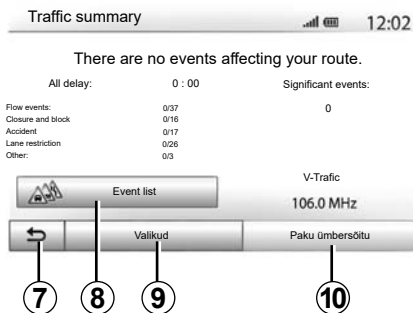 Traffic summary 12:02
There are no events affecting your route.
All delay: 0 : 00 Significant events:
Flow events: 0/37 0
Closure and block 0/16
Accident 0/17
Lane restriction 0/26
Other: 0/3
V-Trafic
Event list
106.0 MHz
Valikud Paku ümbersõitu
7 8 9 10